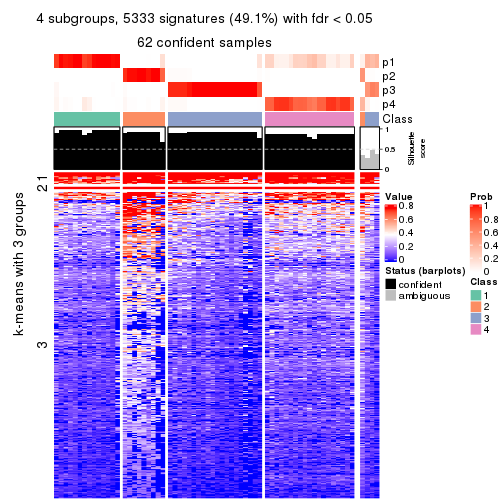 4 subgroups, 5333 signatures (49.1%) with fdr < 0.05
62 confident samples
p1
p2
p3
p4
Class
1
0.5
0
Silhouette
score
2
1
3
k-means with 3 groups
Value
0.8
0.6
0.4
0.2
0
Status (barplots)
confident
ambiguous
Prob
1
0.8
0.6
0.4
0.2
0
Class
1
2
3
4